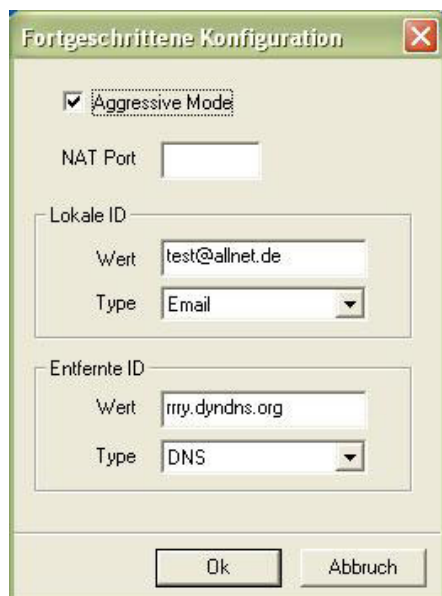 Fortgeschrittene Konfiguration
Aggressive Mode
NAT Port
Lokale ID
Wert test@allnet.de
Type Email
Entfernte ID
Wert rrry.dyndns.org
Type DNS
Ok Abbruch